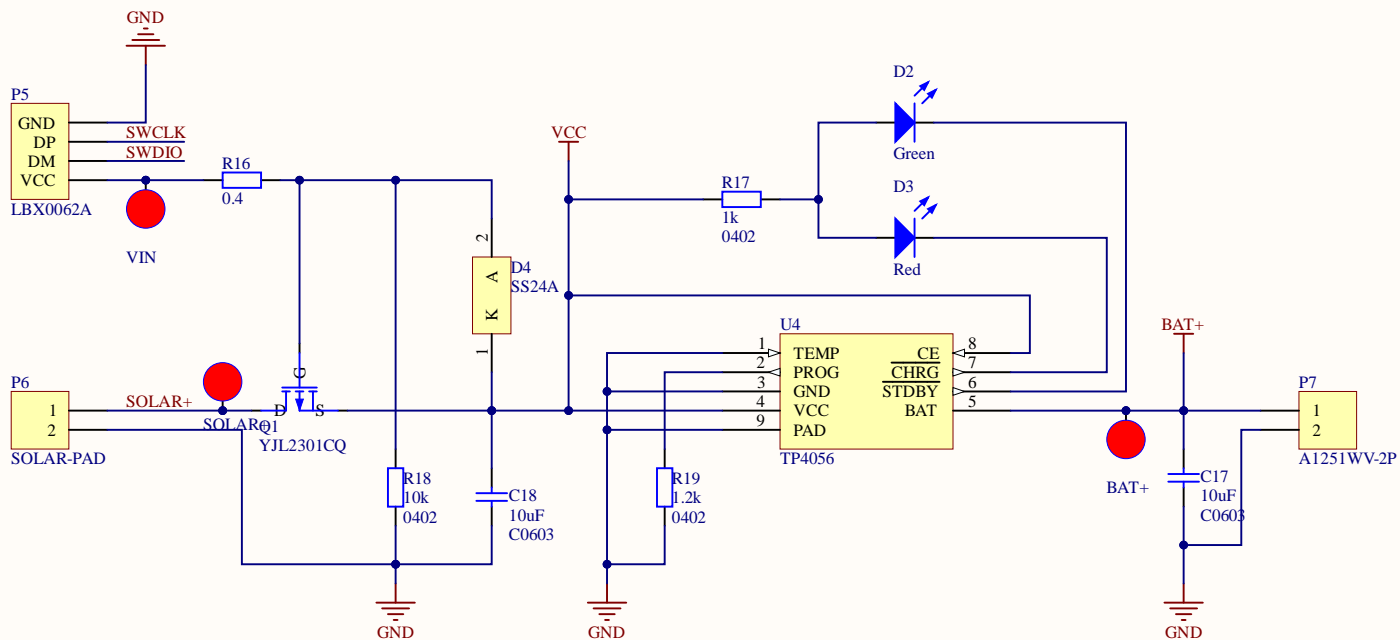 GND
P5
GND
DP
DM
VCC
SWCLK
SWDIO
LBX0062A
VIN
R16
0.4
P6
1
2
SOLAR-PAD
SOLAR+
SOLAR+
D
G
S
Q1
YJL2301CQ
R18
10k
0402
2
A
K
1
D4
SS24A
C18
10uF
C0603
GND
VCC
R17
1k
0402
D2
Green
D3
Red
U4
1
2
3
4
9
TEMP
PROG
GND
VCC
PAD
CE
CHRG
STDBY
BAT
8
7
6
5
TP4056
R19
1.2k
0402
GND
BAT+
BAT+
C17
10uF
C0603
GND
P7
1
2
A1251WV-2P